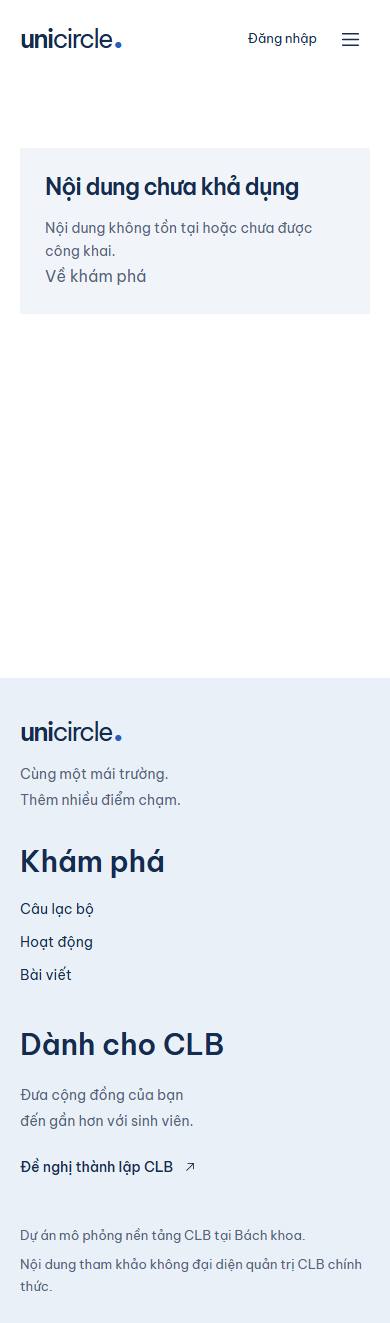 unicircle.
Đăng nhập
Nội dung chưa khả dụng
Nội dung không tồn tại hoặc chưa được
công khai.
Về khám phá
unicircle.
Cùng một mái trường.
Thêm nhiều điểm chạm.
Khám phá
Câu lạc bộ
Hoạt động
Bài viết
Dành cho CLB
Đưa cộng đồng của bạn
đến gần hơn với sinh viên.
Đề nghị thành lập CLB
Dự án mô phỏng nền tảng CLB tại Bách khoa.
Nội dung tham khảo không đại diện quản trị CLB chính
thức.